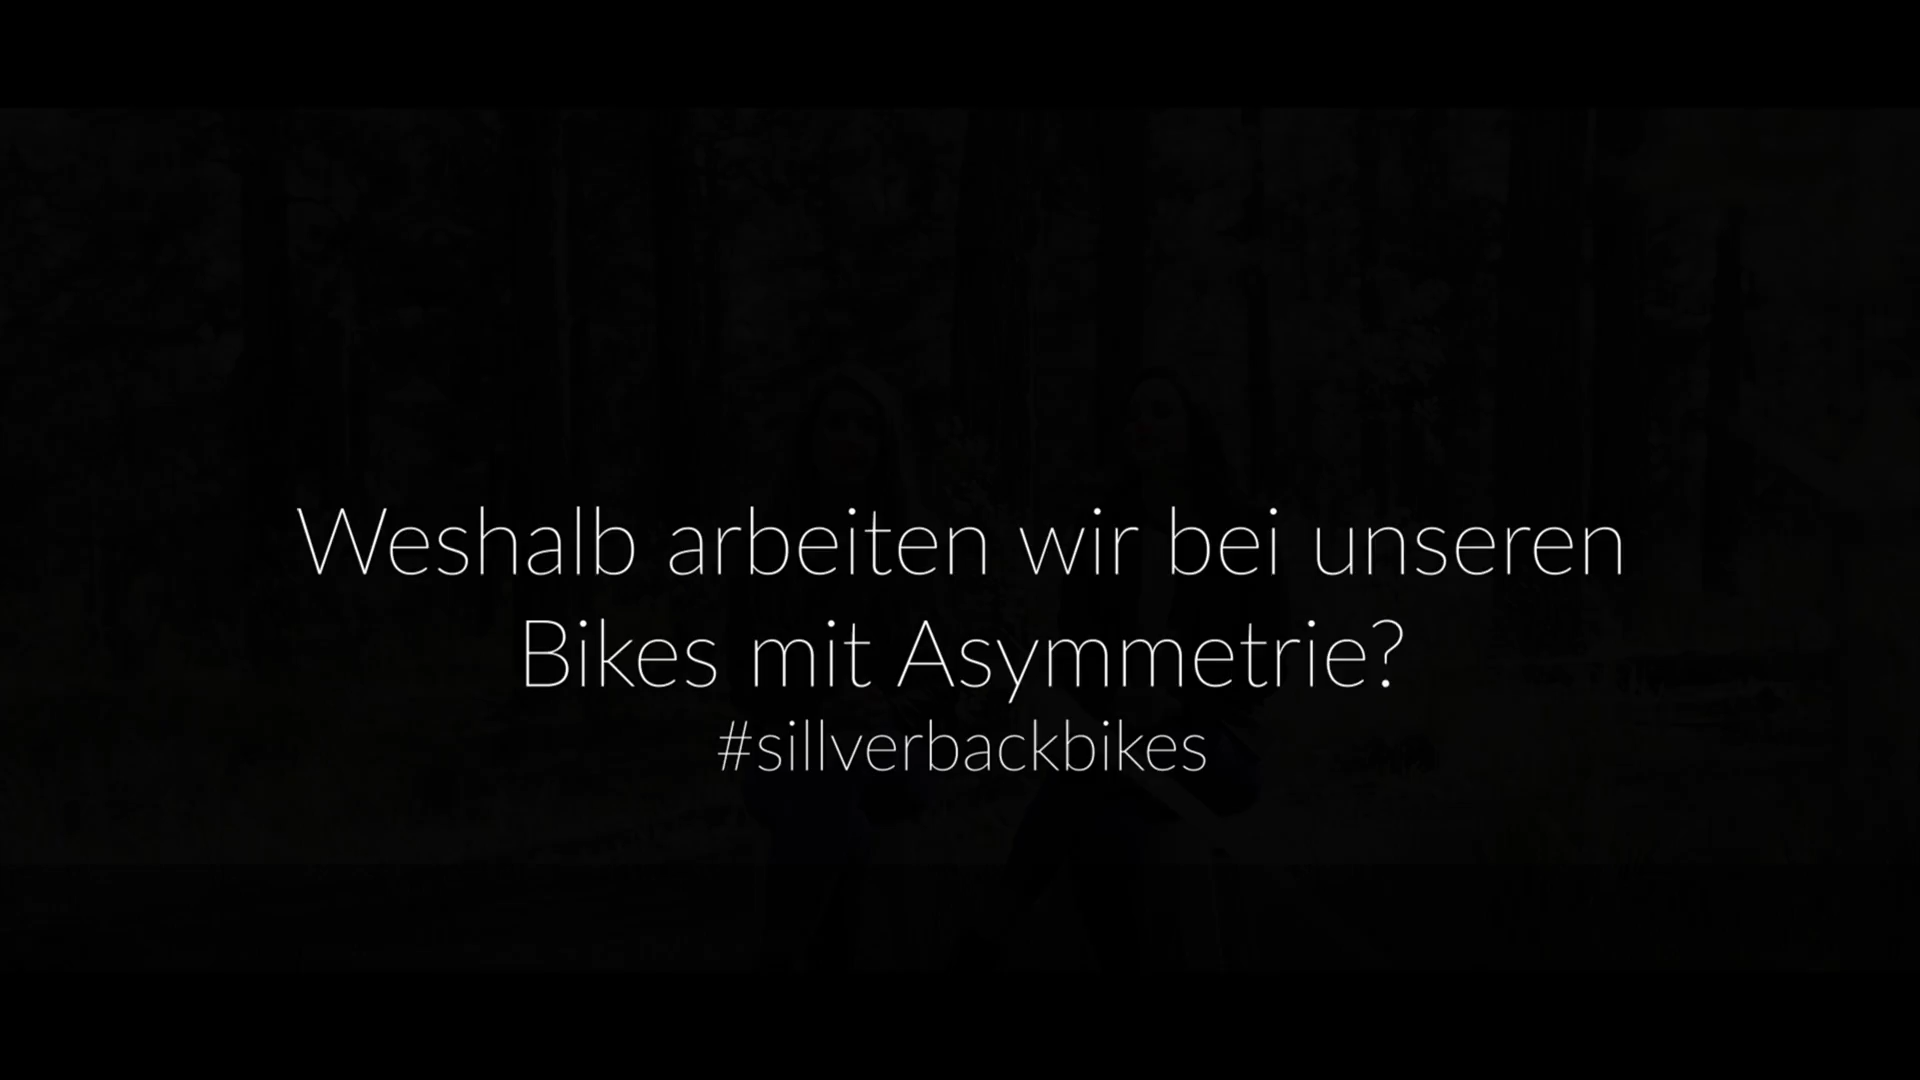 Weshalb arbeiten wir bei unseren
Bikes mit Asymmetrie?
#sillverbackbikes